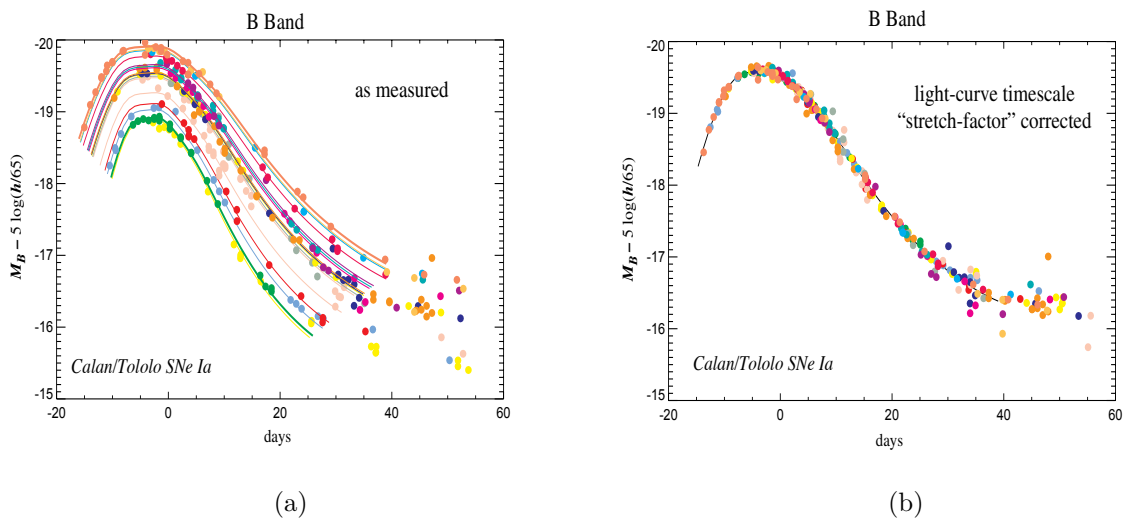 B Band
-20
-19
-18
-17
-16
-15
M_B − 5 log(h/65)
as measured
Calan/Tololo SNe Ia
-20 0 20 40 60
days
(a)
B Band
-20
-19
-18
-17
-16
-15
M_B − 5 log(h/65)
light-curve timescale
“stretch-factor” corrected
Calan/Tololo SNe Ia
-20 0 20 40 60
days
(b)